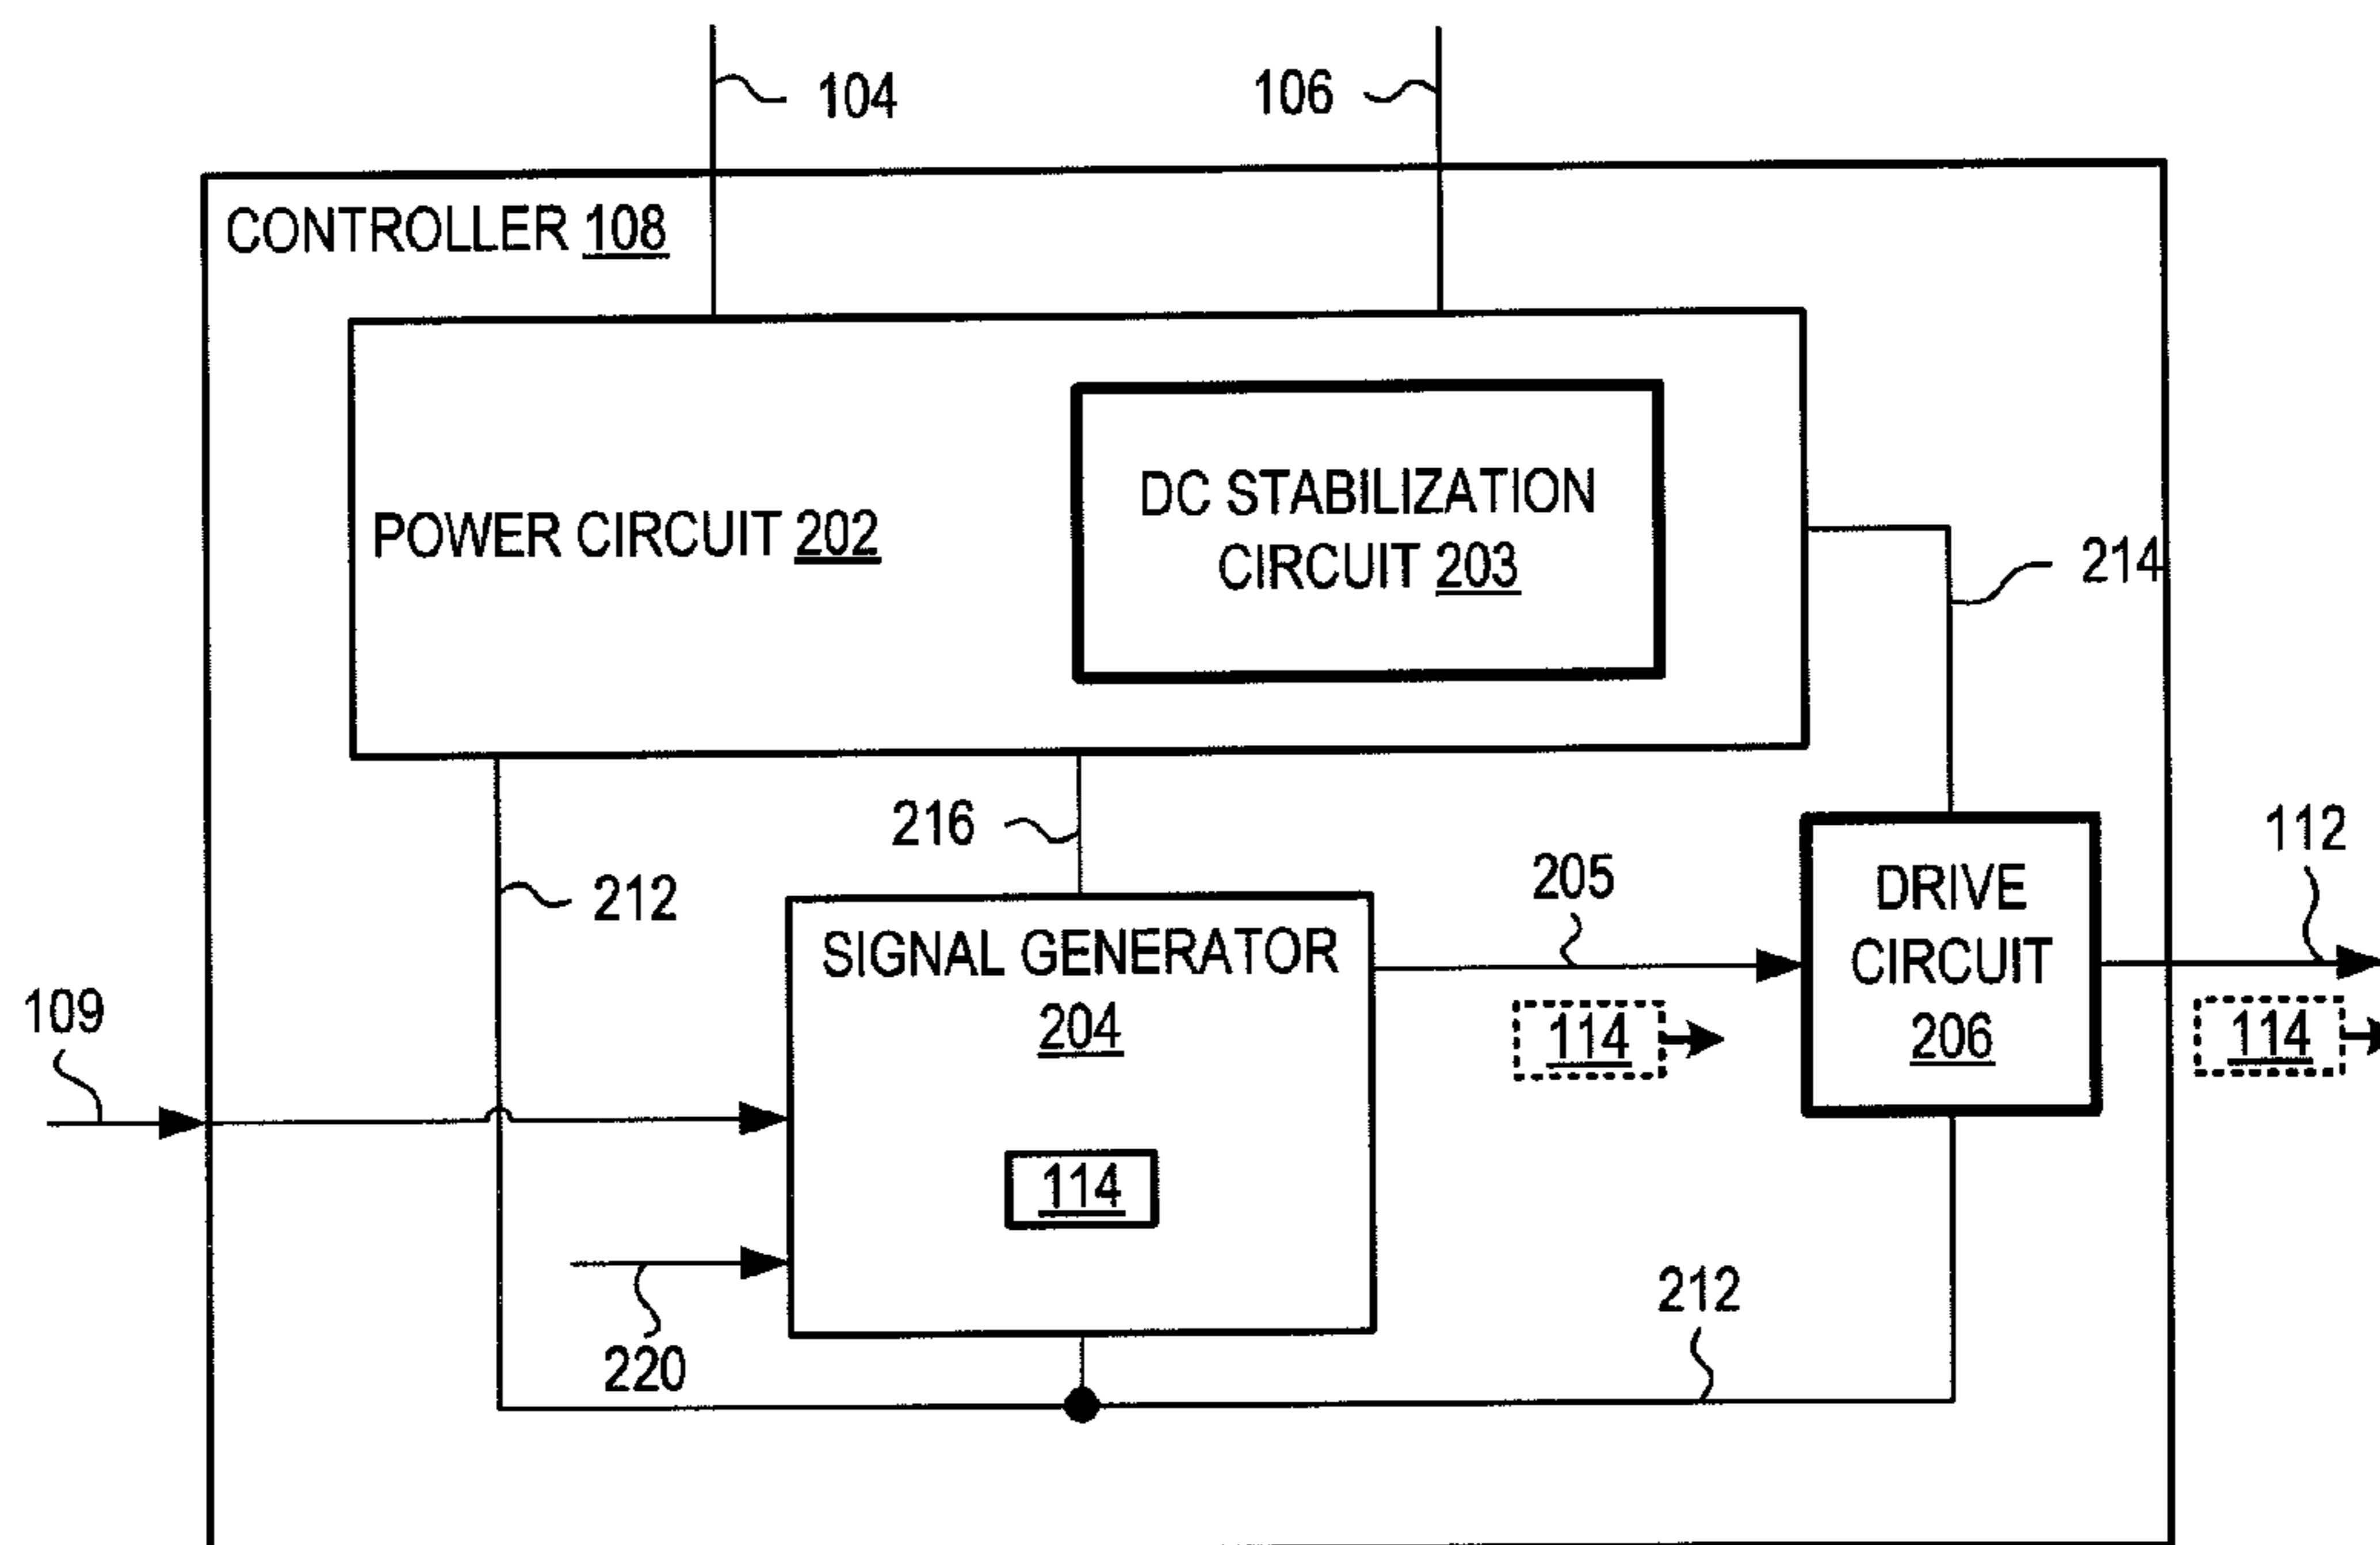 104
106
CONTROLLER 108
POWER CIRCUIT 202
DC STABILIZATION
CIRCUIT 203
214
216
212
112
205
DRIVE
CIRCUIT
206
SIGNAL GENERATOR
204
109
114
114
114
220
212